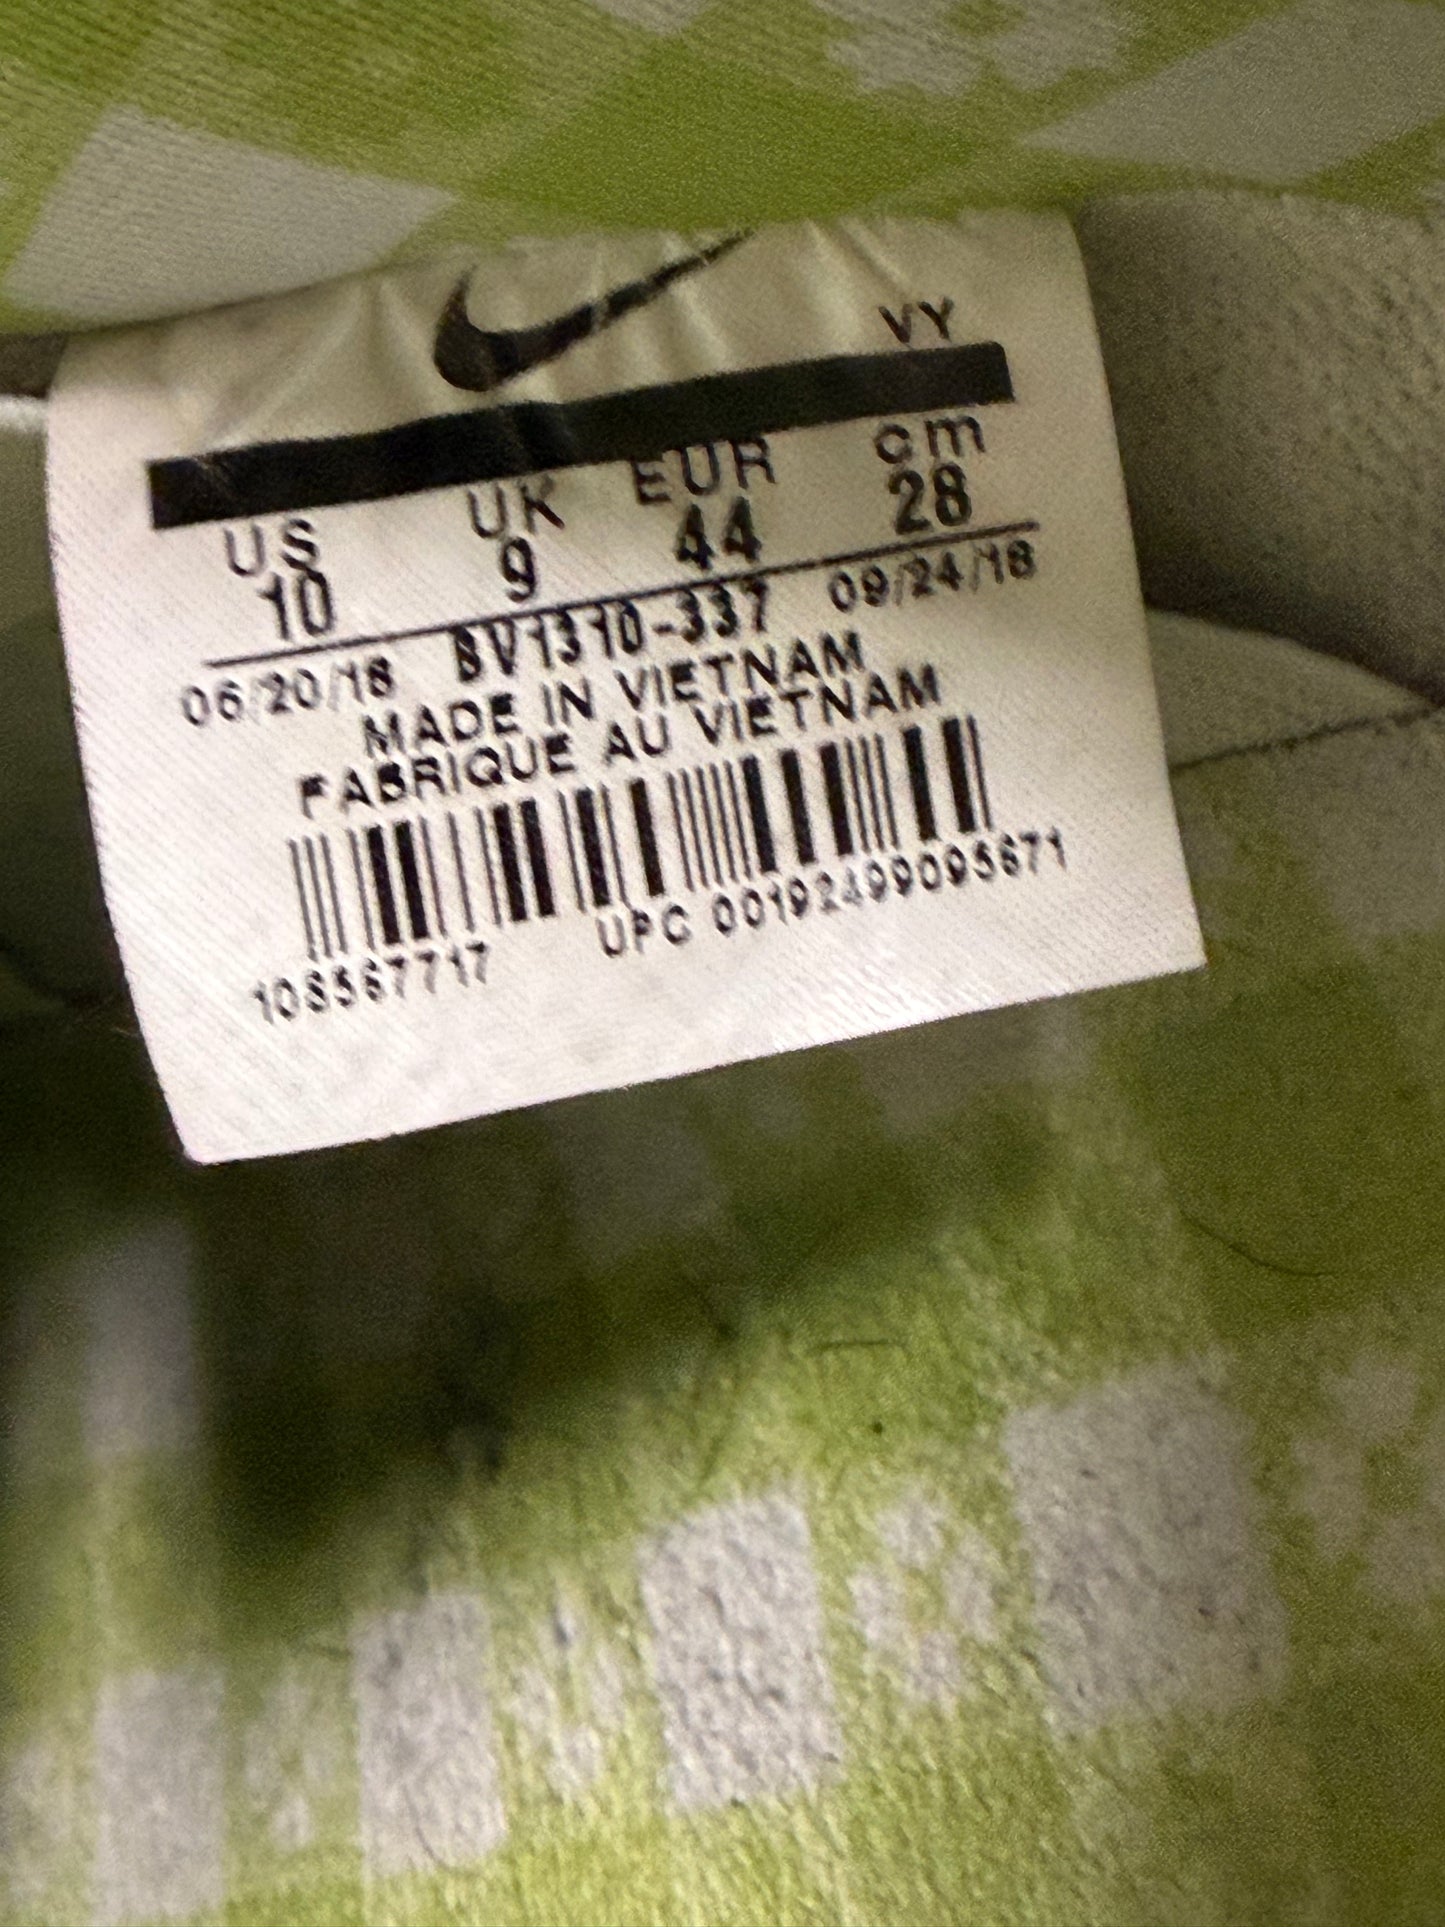 VY
US UK EUR cm
10 9 44 28
06/20/18 BV1310-337 09/24/18
MADE IN VIETNAM
FABRIQUE AU VIETNAM
108567717 UPC 00192499095671